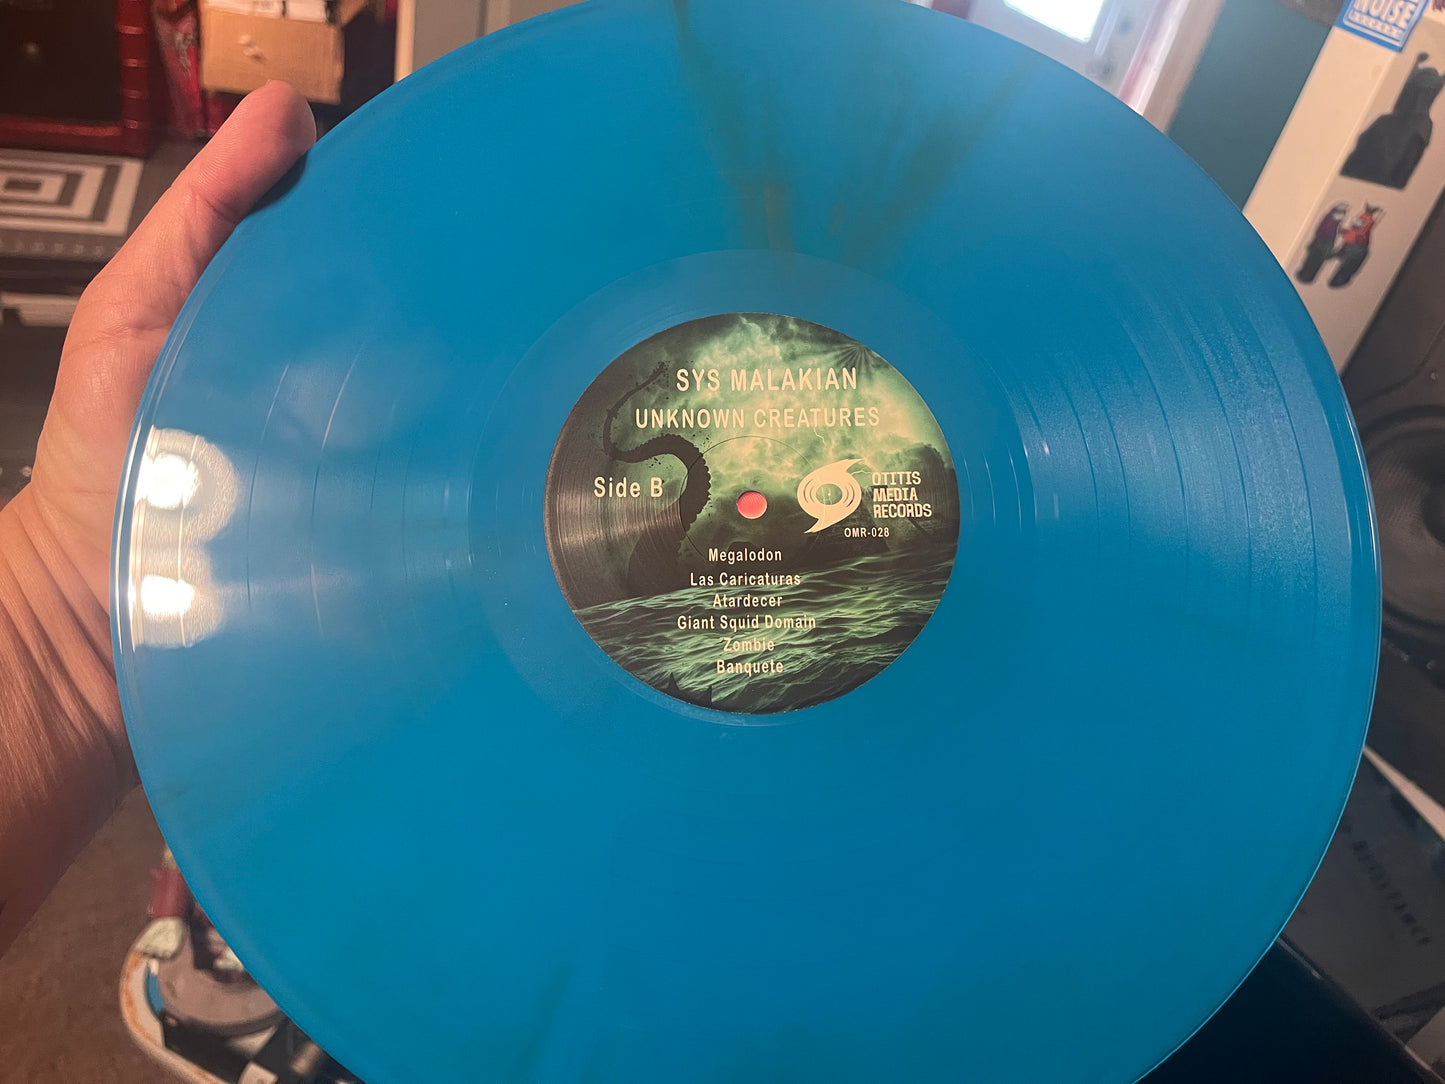 NOISE
SYS MALAKIAN
UNKNOWN CREATURES
Side B
OTITIS
MEDIA
RECORDS
OMR-028
Megalodon
Las Caricaturas
Atardecer
Giant Squid Domain
Zombie
Banquete